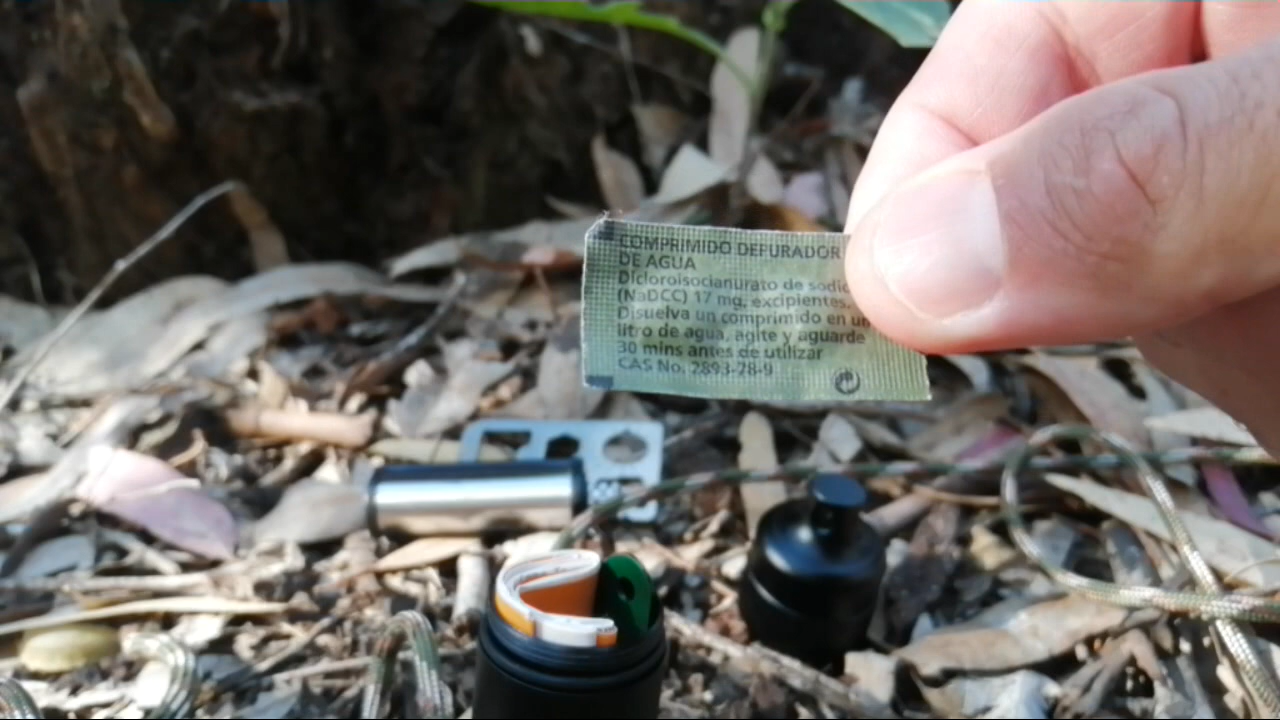 COMPRIMIDO DEPURADOR
DE AGUA
Dicloroisocianurato de sodic
(NaDCC) 17 mg, excipientes.
Disuelva un comprimido en un
litro de agua, agite y aguarde
30 mins antes de utilizar
CAS No. 2893-78-9